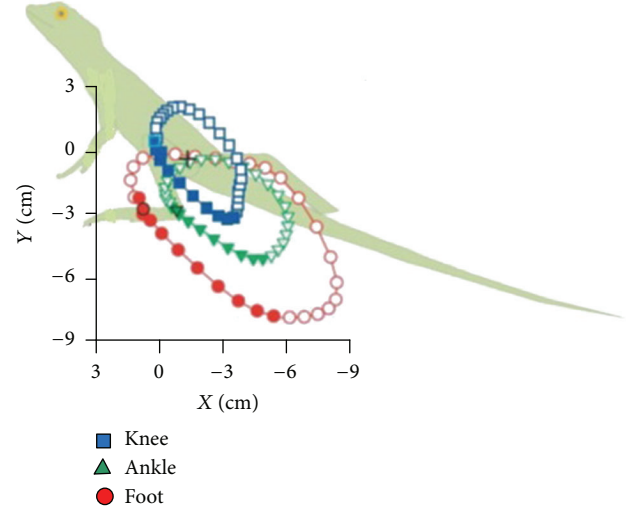 3
0
−3
−6
−9
Y (cm)
3 0 −3 −6 −9
X (cm)
Knee
Ankle
Foot